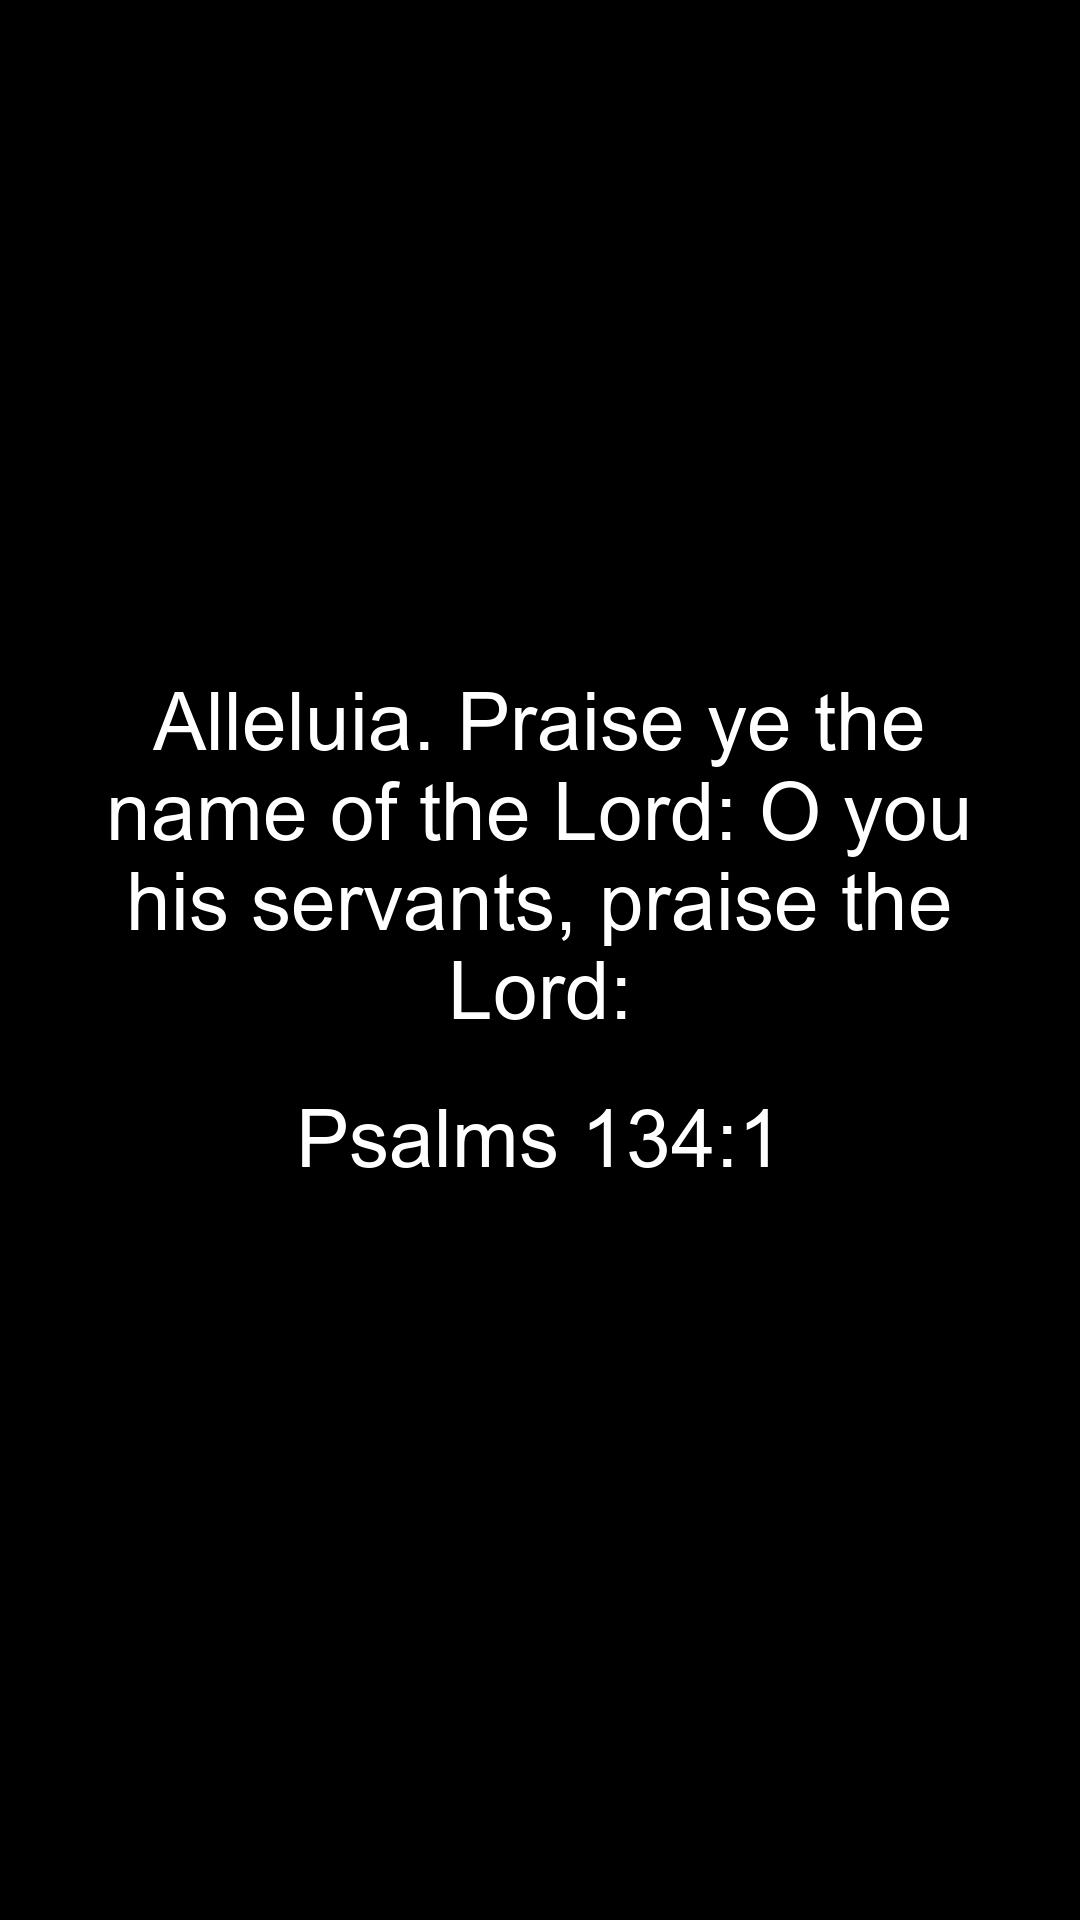 Alleluia. Praise ye the
name of the Lord: O you
his servants, praise the
Lord:
Psalms 134:1